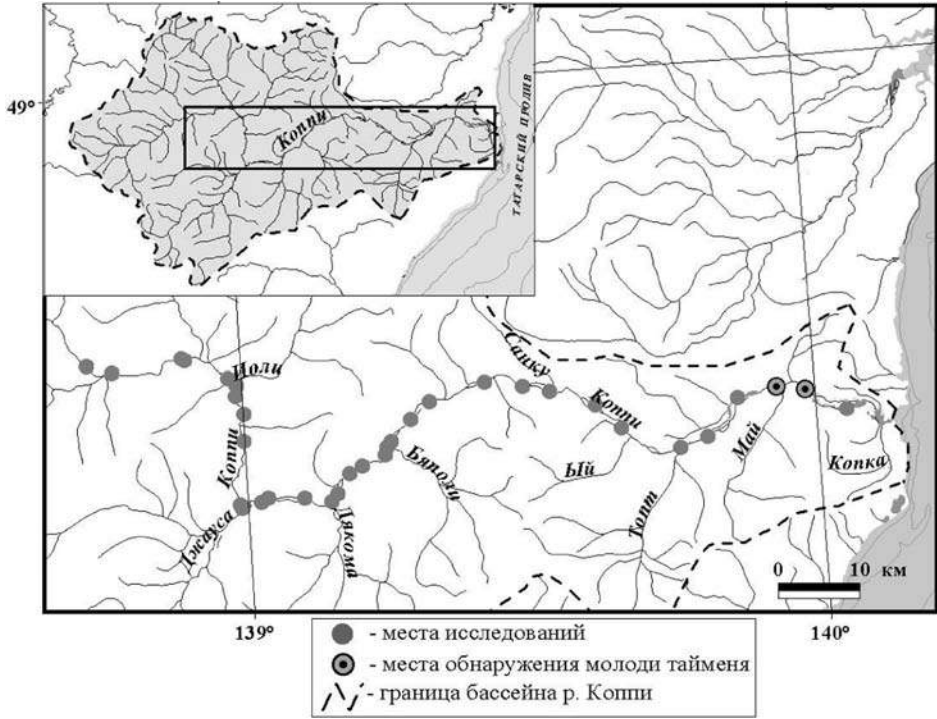 49°
Коппи
ТАТАРСКИЙ ПРОЛИВ
Иоли
Санку
Коппи
Коппи
Бяполи
Ый
Май
Копка
Джауса
Дякома
Топт
0 10 км
139° 140°
- места исследований
- места обнаружения молоди тайменя
- граница бассейна р. Коппи